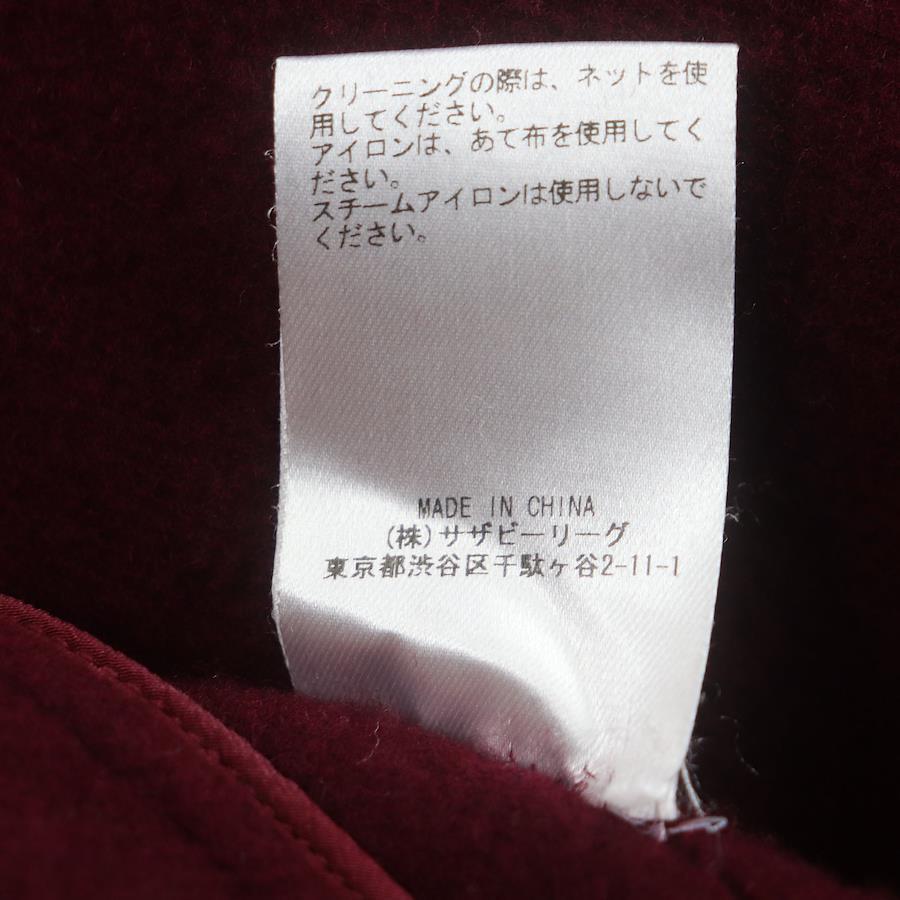 クリーニングの際は、ネットを使
用してください。
アイロンは、あて布を使用してく
ださい。
スチームアイロンは使用しないで
ください。
MADE IN CHINA
(株)サザビーリーグ
東京都渋谷区千駄ヶ谷2-11-1